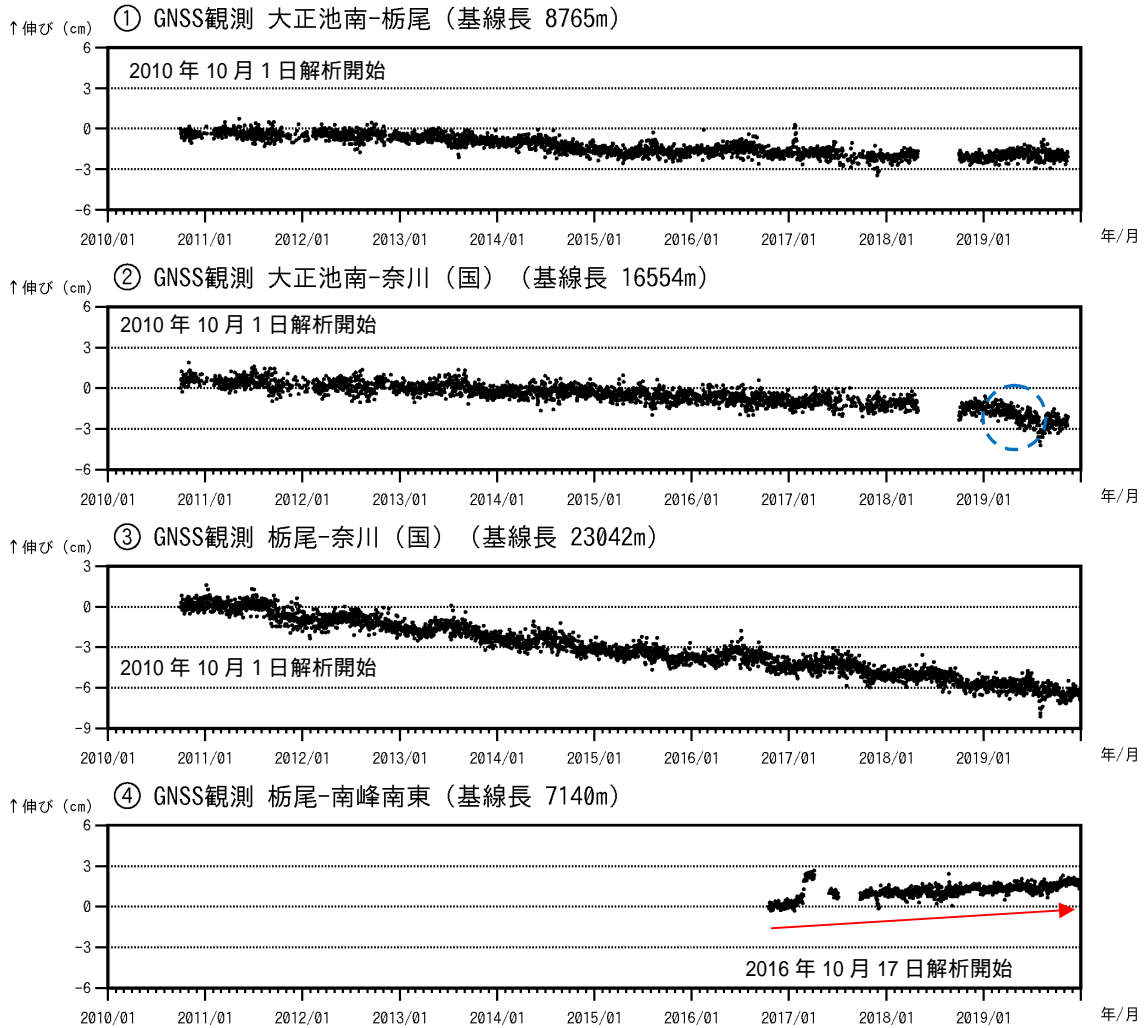 ① GNSS観測 大正池南-栃尾（基線長 8765m）
↑伸び（cm）
6
2010 年 10 月 1 日解析開始
3
0
-3
-6
2010/01 2011/01 2012/01 2013/01 2014/01 2015/01 2016/01 2017/01 2018/01 2019/01 年/月
② GNSS観測 大正池南-奈川（国）（基線長 16554m）
↑伸び（cm）
6
2010 年 10 月 1 日解析開始
3
0
-3
-6
2010/01 2011/01 2012/01 2013/01 2014/01 2015/01 2016/01 2017/01 2018/01 2019/01 年/月
③ GNSS観測 栃尾-奈川（国）（基線長 23042m）
↑伸び（cm）
3
0
-3
2010 年 10 月 1 日解析開始
-6
-9
2010/01 2011/01 2012/01 2013/01 2014/01 2015/01 2016/01 2017/01 2018/01 2019/01 年/月
④ GNSS観測 栃尾-南峰南東（基線長 7140m）
↑伸び（cm）
6
3
0
-3
2016 年 10 月 17 日解析開始
-6
2010/01 2011/01 2012/01 2013/01 2014/01 2015/01 2016/01 2017/01 2018/01 2019/01 年/月